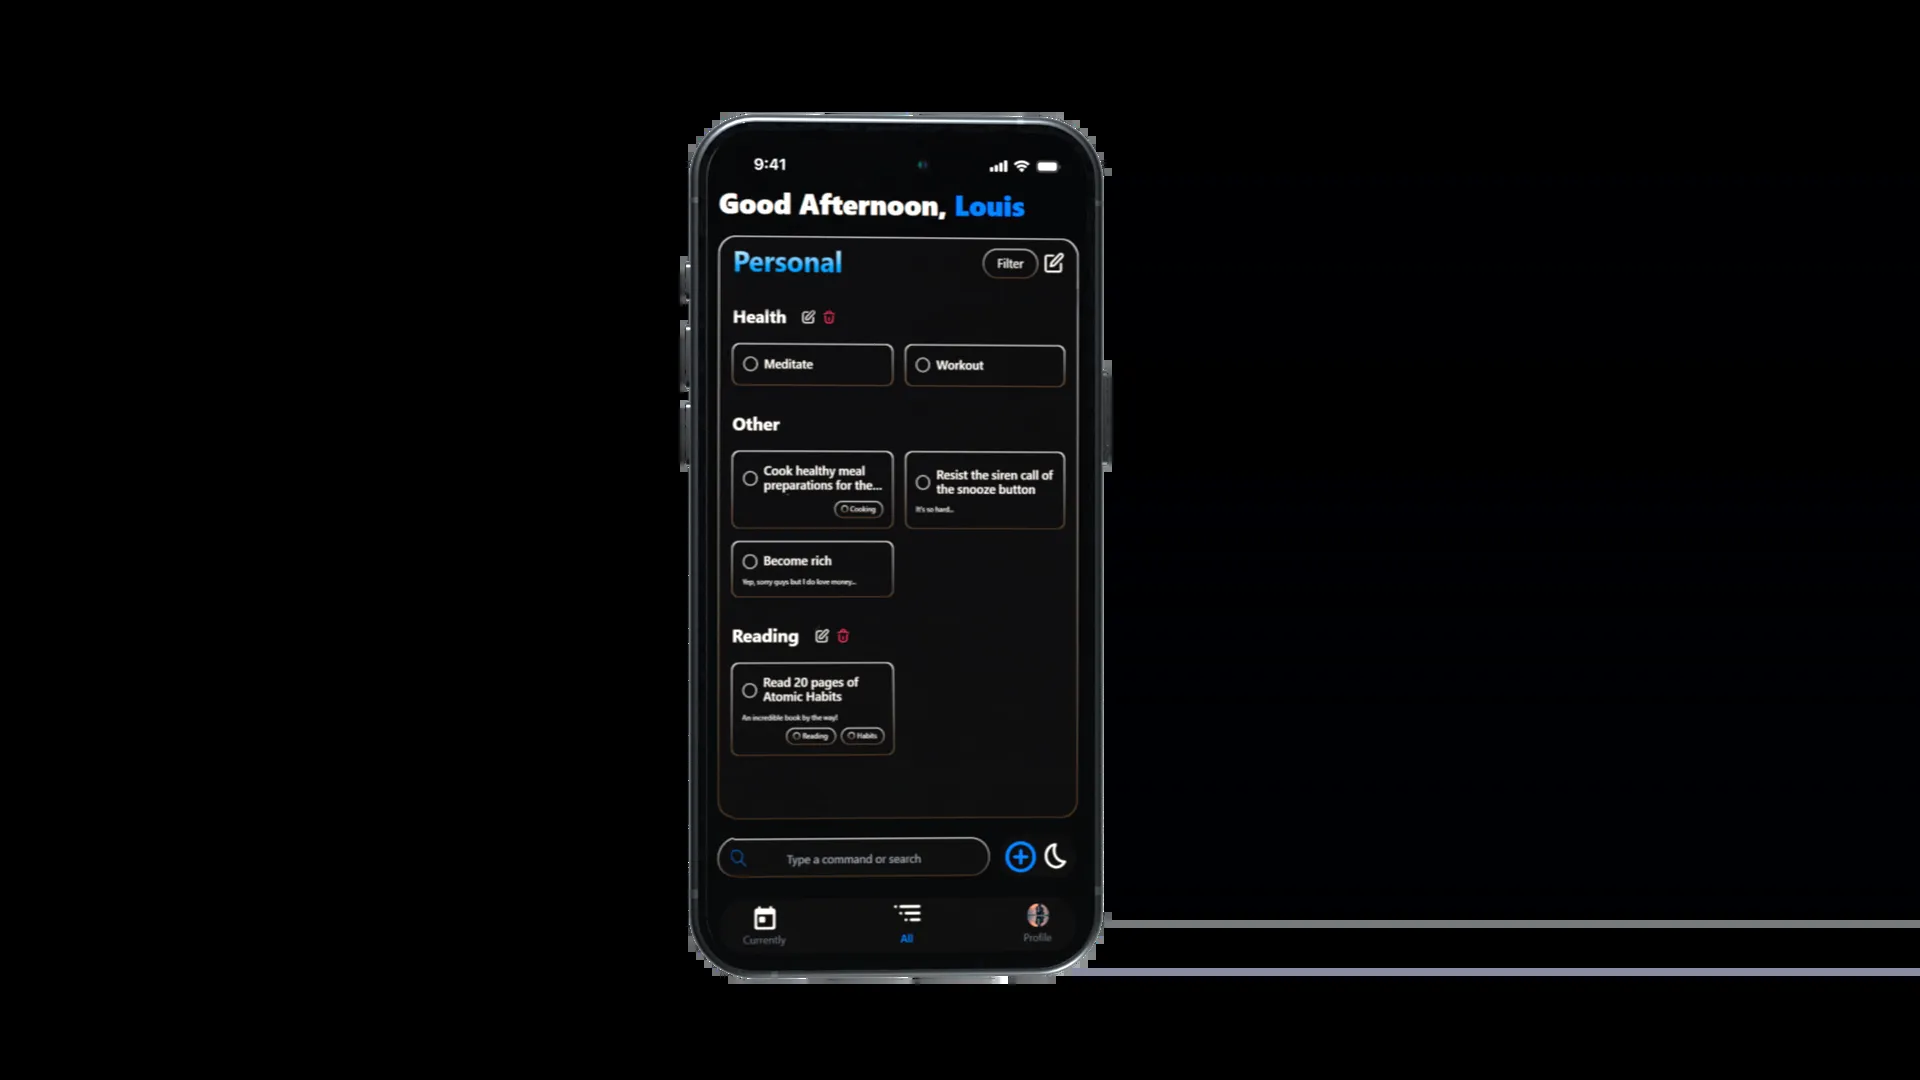 9:41
Good Afternoon, Louis
Personal
Filter
Health
Meditate
Workout
Other
Cook healthy meal
preparations for the...
Cooking
Resist the siren call of
the snooze button
It's so hard...
Become rich
Yep, sorry guys but I do love money...
Reading
Read 20 pages of
Atomic Habits
An incredible book by the way!
Reading
Habits
Type a command or search
Currently
All
Profile